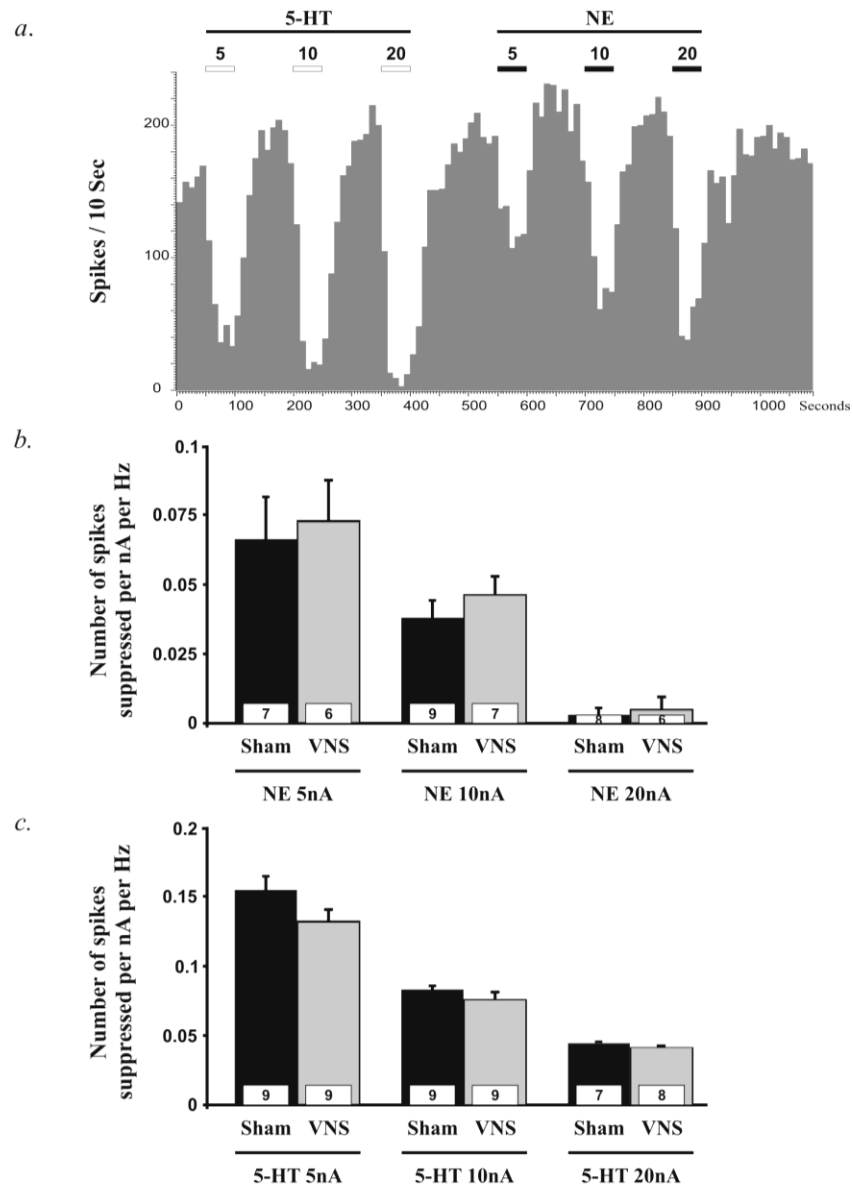 a.
5-HT NE
5 10 20 5 10 20
200
100
0
Spikes / 10 Sec
0 100 200 300 400 500 600 700 800 900 1000 Seconds
b.
Number of spikes
suppressed per nA per Hz
0.1
0.075
0.05
0.025
0
7 6 9 7 8 6
Sham VNS Sham VNS Sham VNS
NE 5nA NE 10nA NE 20nA
c.
Number of spikes
suppressed per nA per Hz
0.2
0.15
0.1
0.05
0
9 9 9 9 7 8
Sham VNS Sham VNS Sham VNS
5-HT 5nA 5-HT 10nA 5-HT 20nA